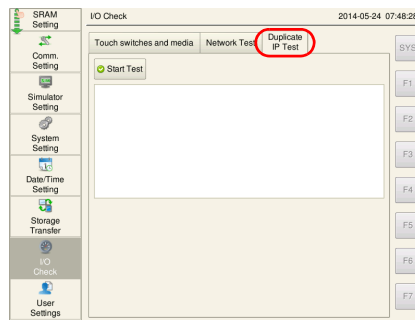 SRAM
Setting
I/O Check
2014-05-24 07:48:28
Comm.
Setting
Simulator
Setting
System
Setting
Date/Time
Setting
Storage
Transfer
I/O
Check
User
Settings
Touch switches and media
Network Test
Duplicate
IP Test
Start Test
SYS
F1
F2
F3
F4
F5
F6
F7